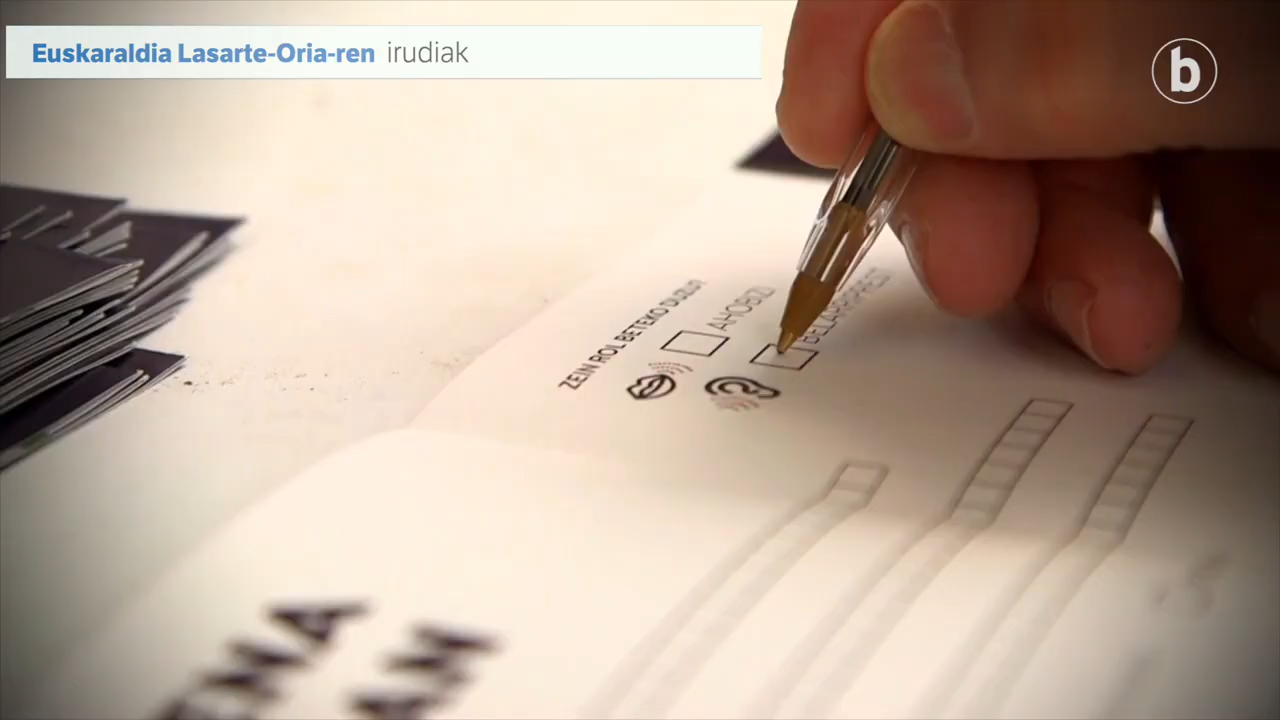 Euskaraldia Lasarte-Oria-ren irudiak
b
ZEIN ROL BETEKO DUZU?
AHOBIZI
BELARRIPREST